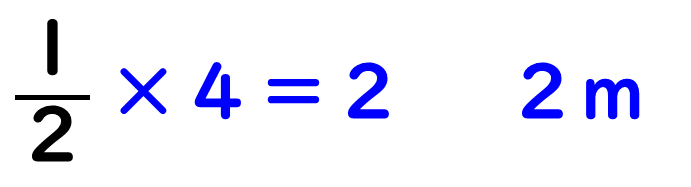 1/2 × 4 = 2 2 m